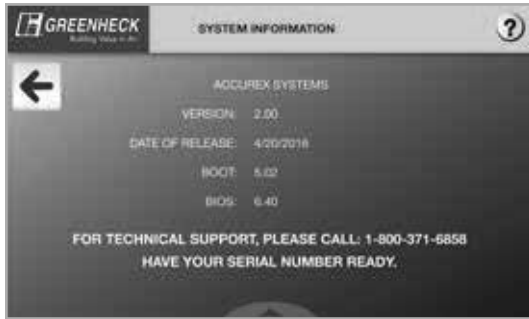 GREENHECK
Building Value in Air.
SYSTEM INFORMATION
?
ACCUREX SYSTEMS
VERSION: 2.00
DATE OF RELEASE: 4/20/2016
BOOT: 5.02
BIOS: 6.40
FOR TECHNICAL SUPPORT, PLEASE CALL: 1-800-371-6858
HAVE YOUR SERIAL NUMBER READY.